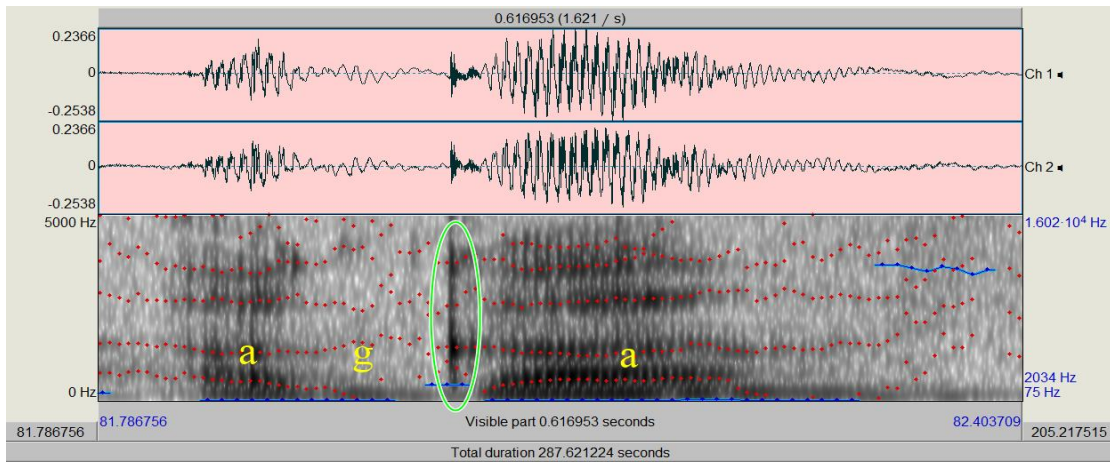 0.616953 (1.621 / s)
0.2366
0
-0.2538
Ch 1
0.2366
0
-0.2538
Ch 2
5000 Hz
1.602·10⁴ Hz
a g a
0 Hz
2034 Hz
75 Hz
81.786756
81.786756
Visible part 0.616953 seconds
82.403709
205.217515
Total duration 287.621224 seconds